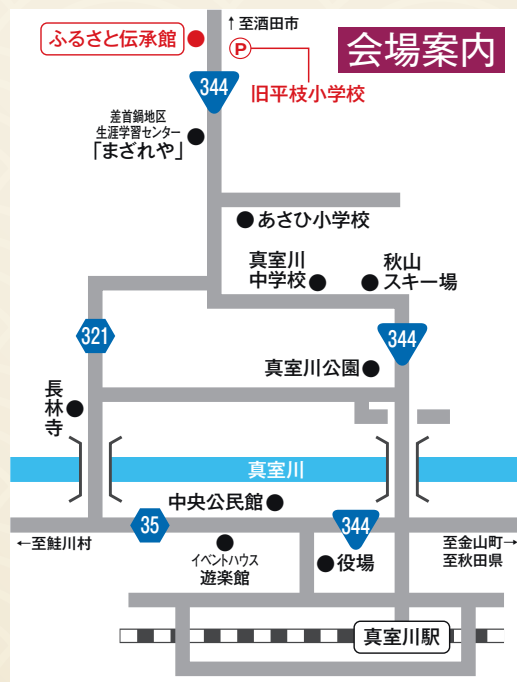 ↑至酒田市
会場案内
ふるさと伝承館
P
旧平枝小学校
344
差首鍋地区
生涯学習センター
「まざれや」
あさひ小学校
真室川
中学校
秋山
スキー場
321
344
真室川公園
長林寺
真室川
中央公民館
35
344
←至鮭川村
イベントハウス
遊楽館
役場
至金山町→
至秋田県
真室川駅